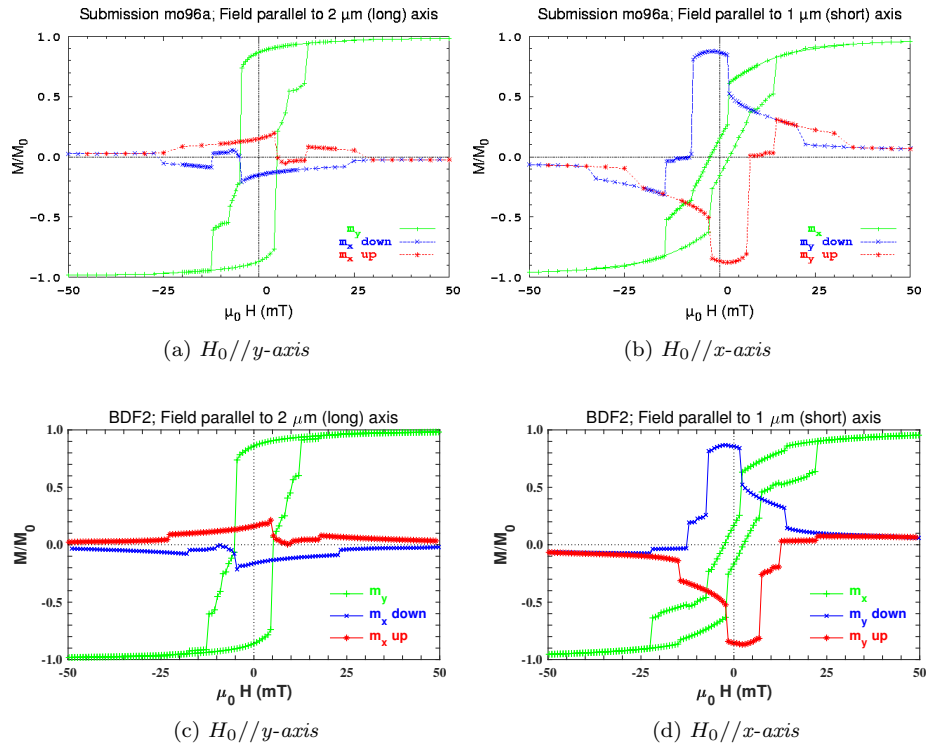 Submission mo96a; Field parallel to 2 μm (long) axis
1.0
0.5
0.0
−0.5
−1.0
M/M₀
m_y
m_x down
m_x up
−50 −25 0 25 50
μ₀ H (mT)
(a) H₀//y-axis
Submission mo96a; Field parallel to 1 μm (short) axis
1.0
0.5
0.0
−0.5
−1.0
M/M₀
m_x
m_y down
m_y up
−50 −25 0 25 50
μ₀ H (mT)
(b) H₀//x-axis
BDF2; Field parallel to 2 μm (long) axis
1.0
0.5
0.0
-0.5
-1.0
M/M₀
m_y
m_x down
m_x up
-50 -25 0 25 50
μ₀ H (mT)
(c) H₀//y-axis
BDF2; Field parallel to 1 μm (short) axis
1.0
0.5
0.0
-0.5
-1.0
M/M₀
m_x
m_y down
m_y up
-50 -25 0 25 50
μ₀ H (mT)
(d) H₀//x-axis